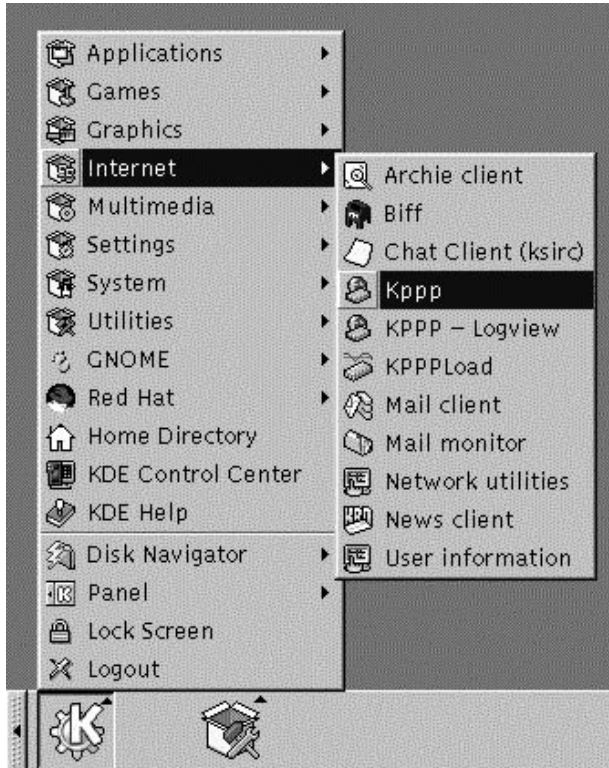 Applications
Games
Graphics
Internet
Multimedia
Settings
System
Utilities
GNOME
Red Hat
Home Directory
KDE Control Center
KDE Help
Disk Navigator
Panel
Lock Screen
Logout
Archie client
Biff
Chat Client (ksirc)
Kppp
KPPP – Logview
KPPPLoad
Mail client
Mail monitor
Network utilities
News client
User information
K